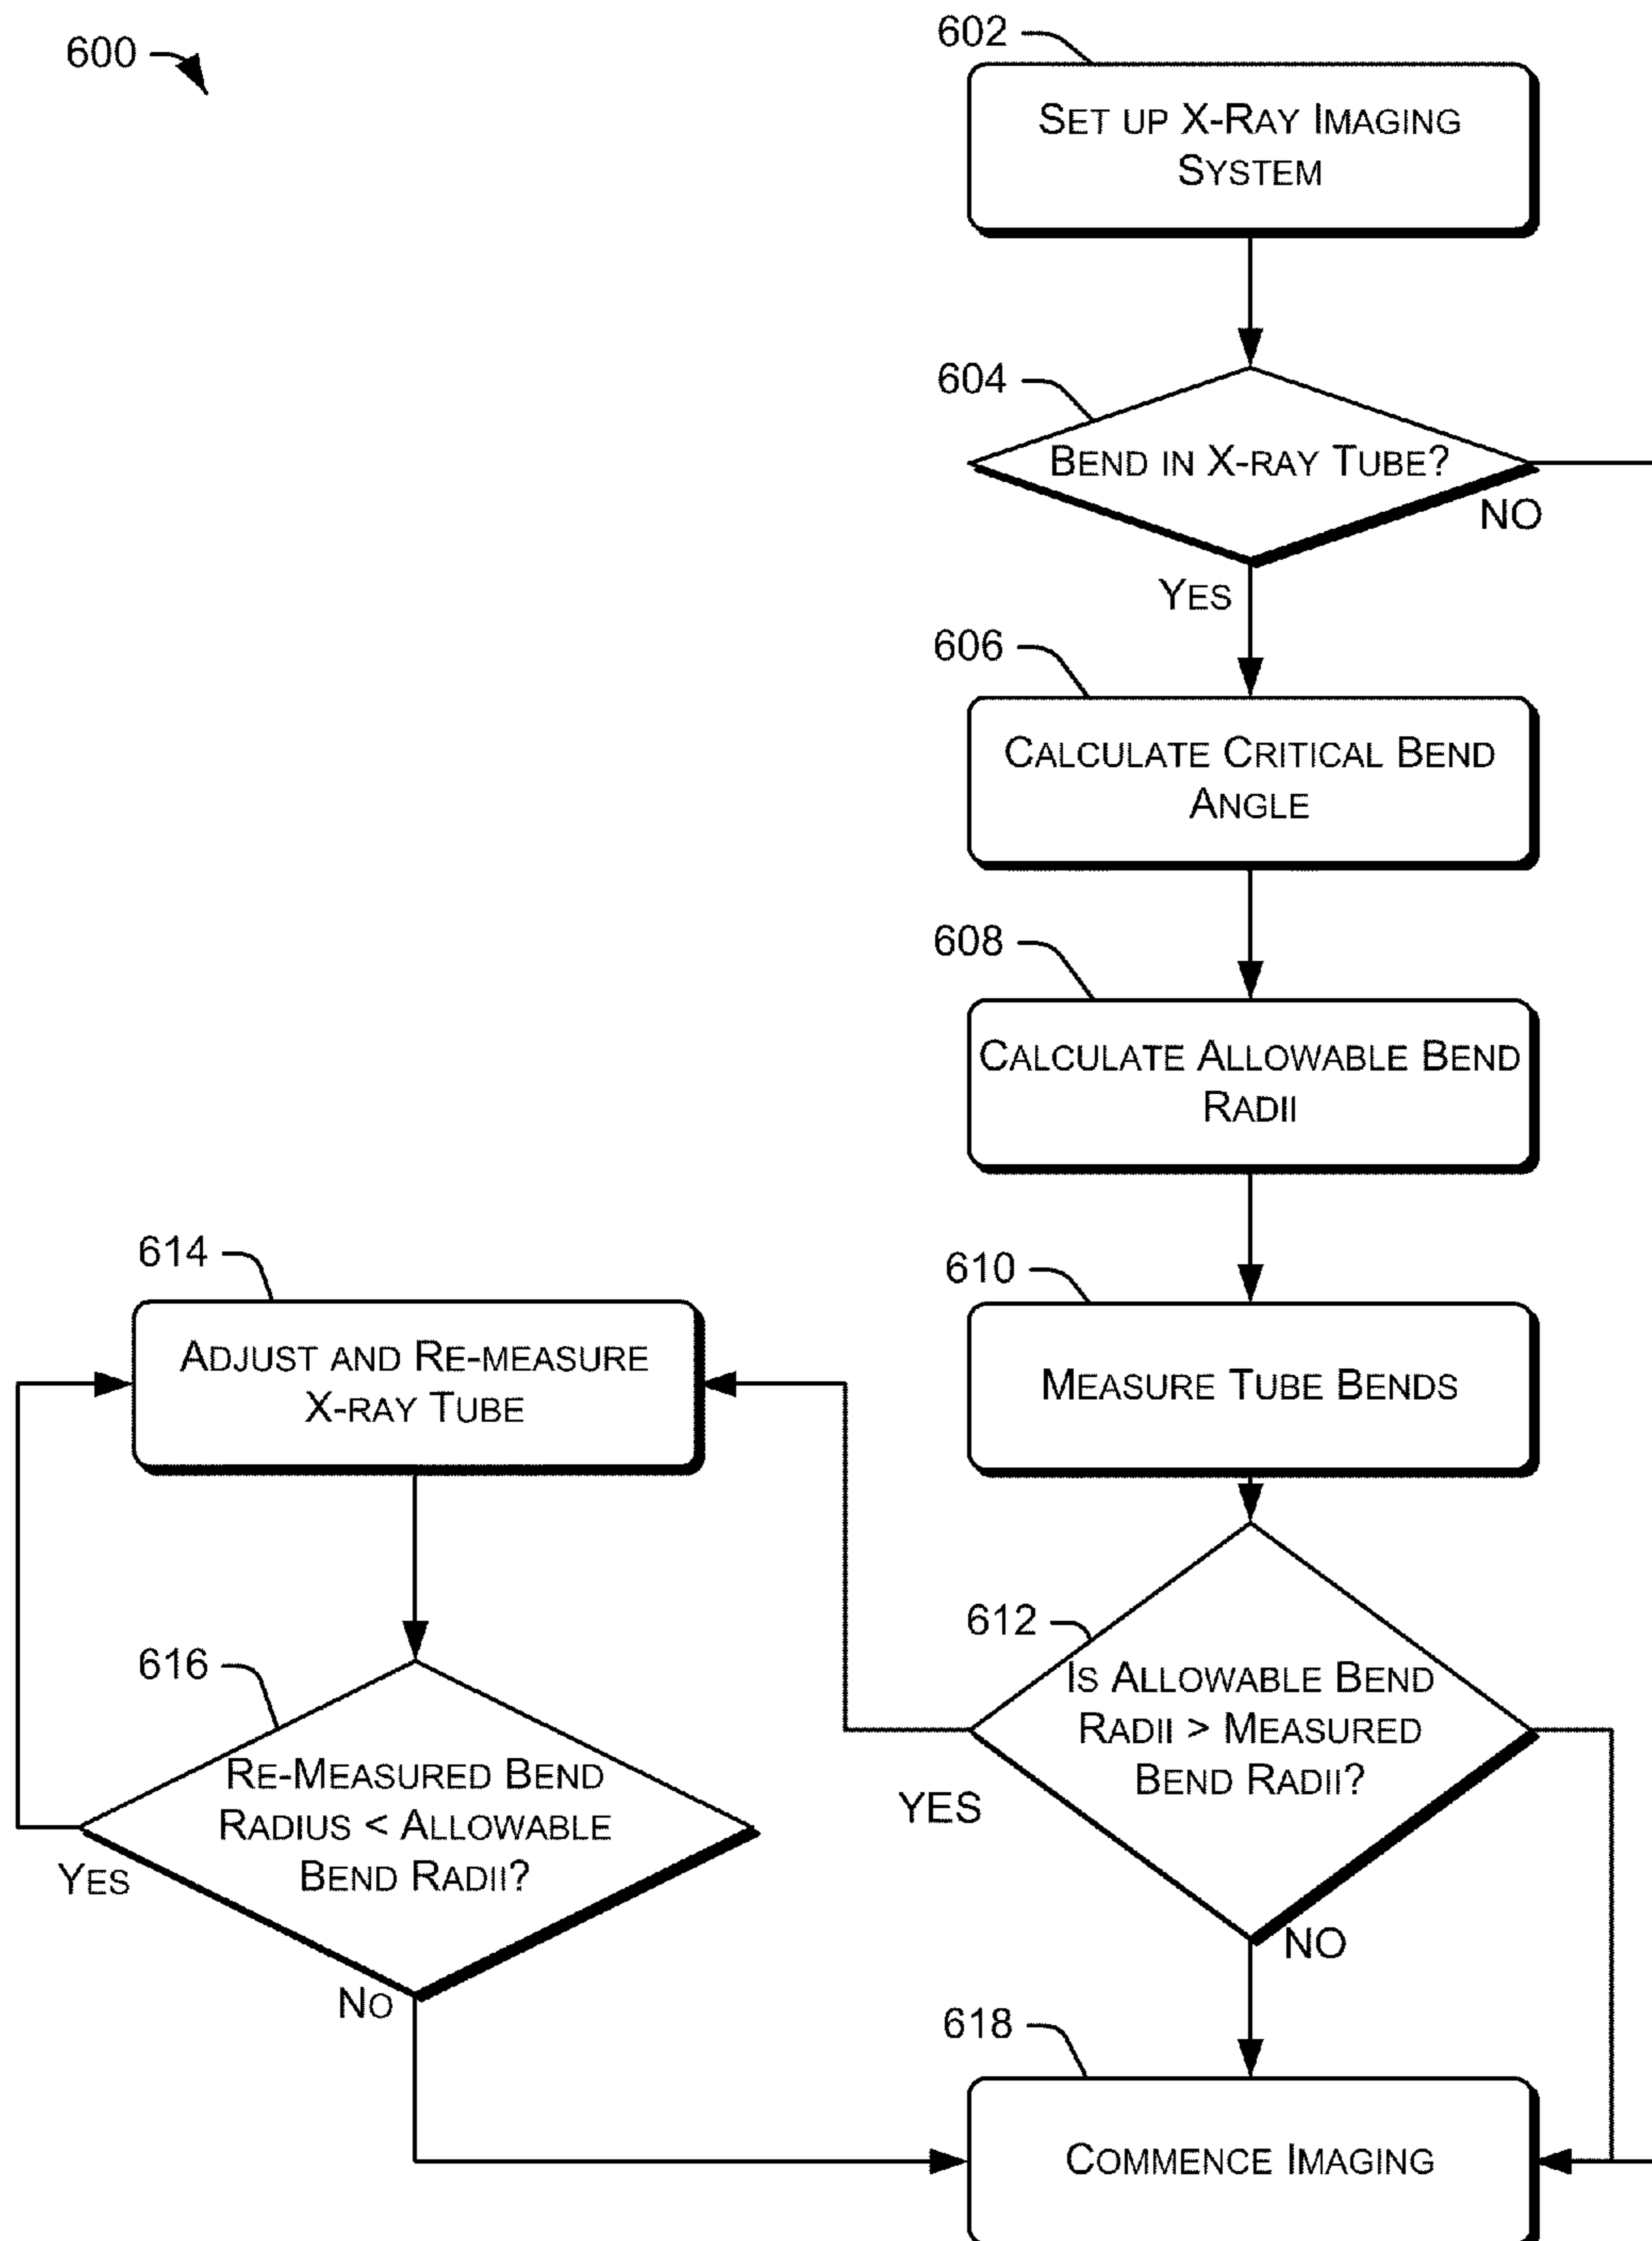 600
602
Set up X-Ray Imaging
System
604
Bend in X-ray Tube?
NO
Yes
606
Calculate Critical Bend
Angle
608
Calculate Allowable Bend
Radii
610
Measure Tube Bends
612
Is Allowable Bend
Radii > Measured
Bend Radii?
YES
NO
614
Adjust and Re-measure
X-ray Tube
616
Re-Measured Bend
Radius < Allowable
Bend Radii?
Yes
No
618
Commence Imaging